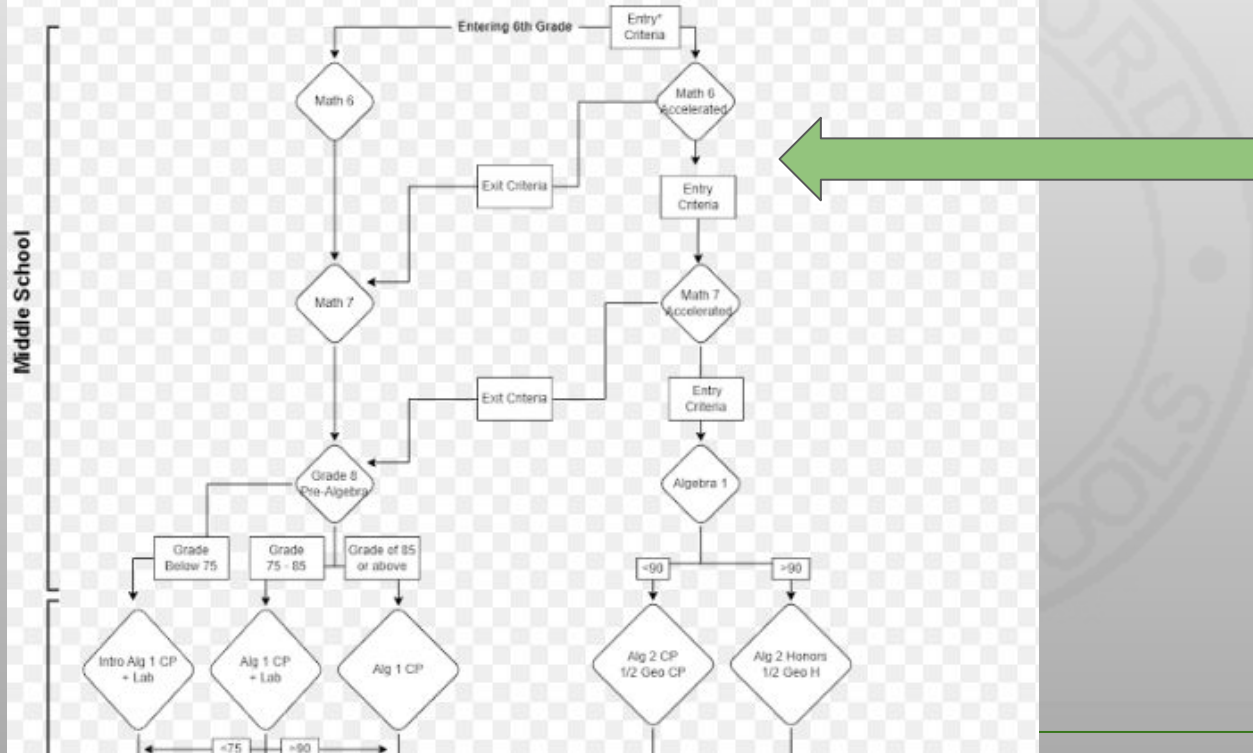 Entering 6th Grade
Entry*
Criteria
Math 6
Math 6
Accelerated
Exit Criteria
Entry
Criteria
Middle School
Math 7
Math 7
Accelerated
Exit Criteria
Entry
Criteria
Grade 8
Pre-Algebra
Algebra 1
Grade
Below 75
Grade
75 - 85
Grade of 85
or above
<90
>90
Intro Alg 1 CP
+ Lab
Alg 1 CP
+ Lab
Alg 1 CP
Alg 2 CP
1/2 Geo CP
Alg 2 Honors
1/2 Geo H
<75
>90
OOLS